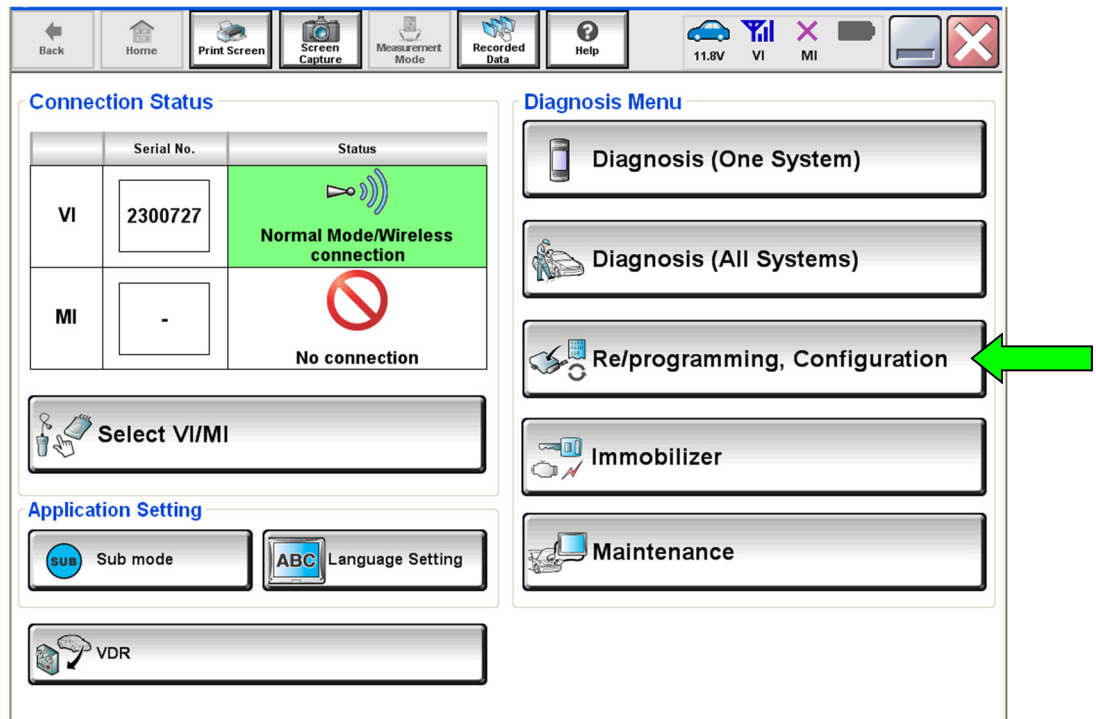 Back
Home
Print Screen
Screen
Capture
Measurement
Mode
Recorded
Data
Help
11.8V
VI
MI
Connection Status
Serial No.
Status
VI
2300727
Normal Mode/Wireless
connection
MI
-
No connection
Select VI/MI
Application Setting
SUB
Sub mode
ABC
Language Setting
VDR
Diagnosis Menu
Diagnosis (One System)
Diagnosis (All Systems)
Re/programming, Configuration
Immobilizer
Maintenance